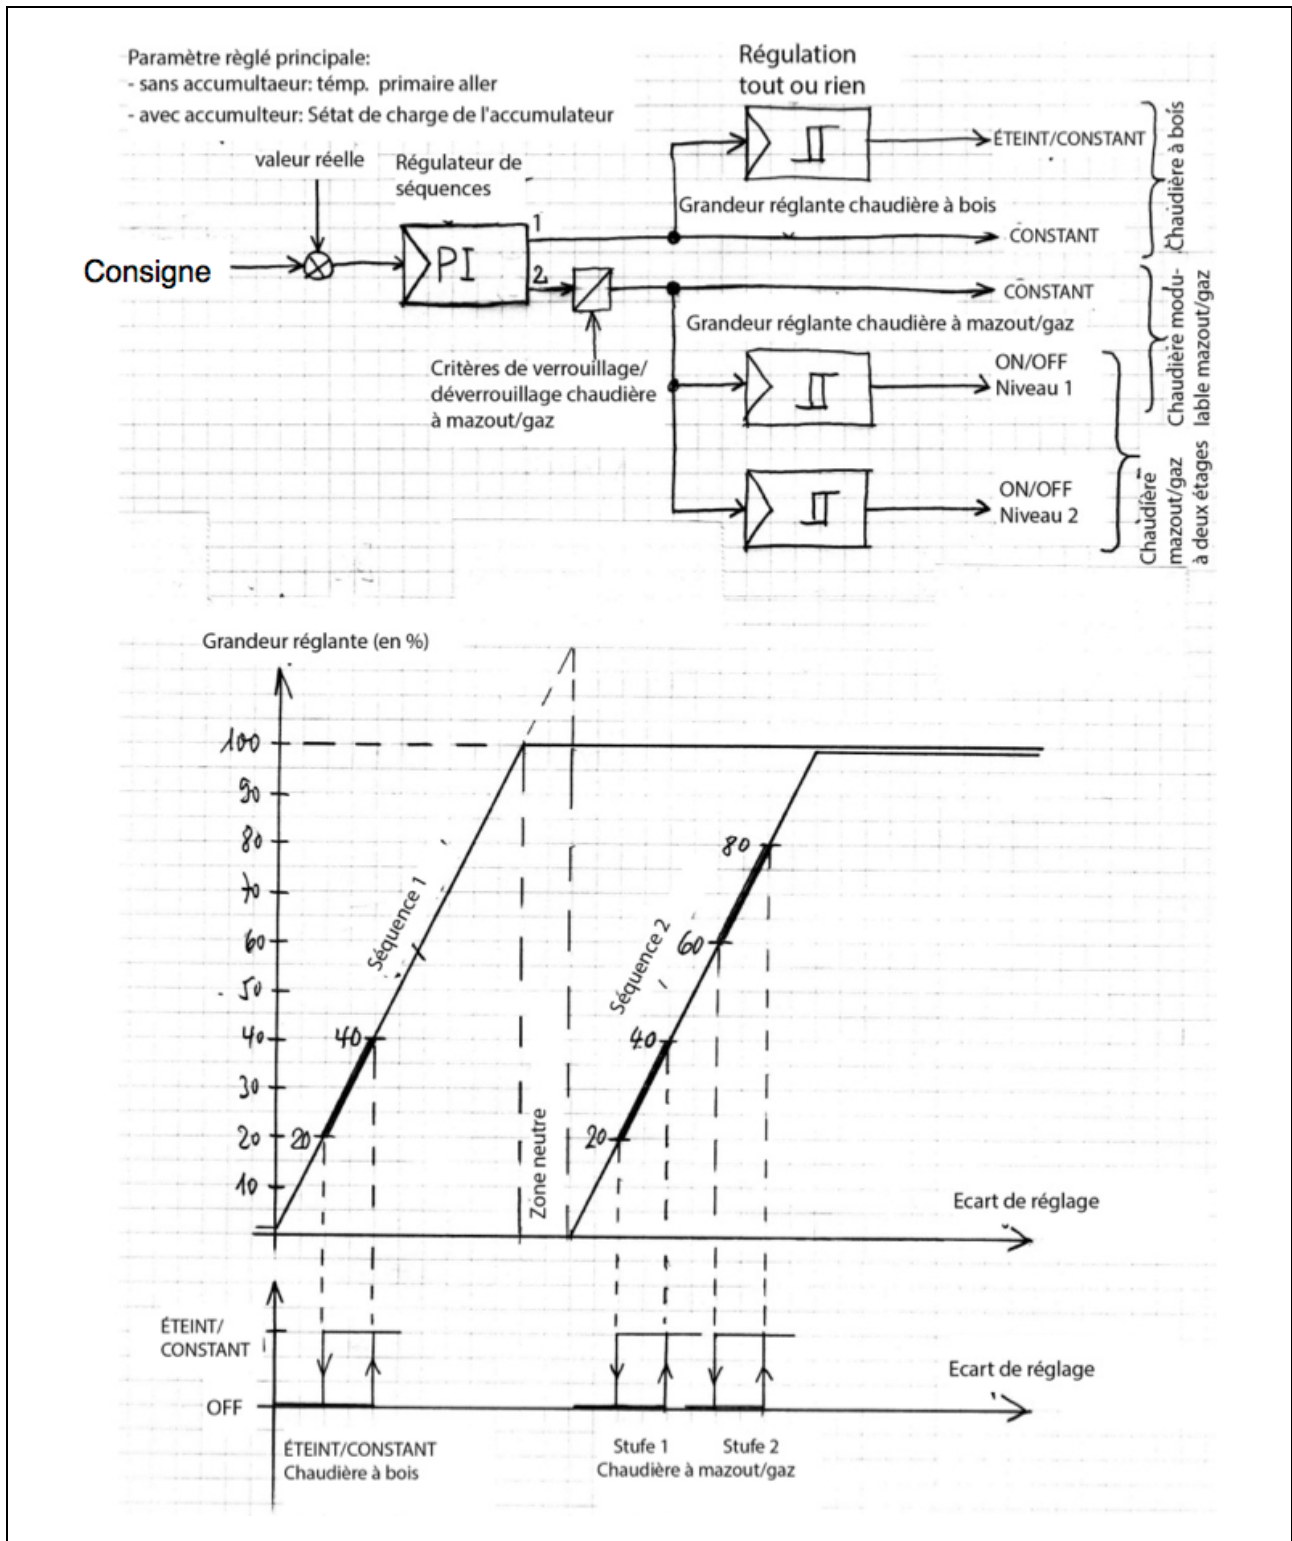 Paramètre règlé principale:
- sans accumultaeur: témp. primaire aller
- avec accumulteur: Sétat de charge de l'accumulateur
Régulation
tout ou rien
valeur réelle
Régulateur de
séquences
ÉTEINT/CONSTANT
Chaudière à bois
Grandeur réglante chaudière à bois
1
CONSTANT
Consigne
PI
2
CONSTANT
Grandeur réglante chaudière à mazout/gaz
Chaudière modu-
lable mazout/gaz
Critères de verrouillage/
déverrouillage chaudière
à mazout/gaz
ON/OFF
Niveau 1
ON/OFF
Niveau 2
Chaudière
mazout/gaz
à deux étages
Grandeur réglante (en %)
100
90
80
70
60
50
40
30
20
10
Séquence 1
40
20
Zone neutre
Séquence 2
80
60
40
20
Ecart de réglage
ÉTEINT/
CONSTANT
OFF
Ecart de réglage
ÉTEINT/CONSTANT
Chaudière à bois
Stufe 1
Stufe 2
Chaudière à mazout/gaz